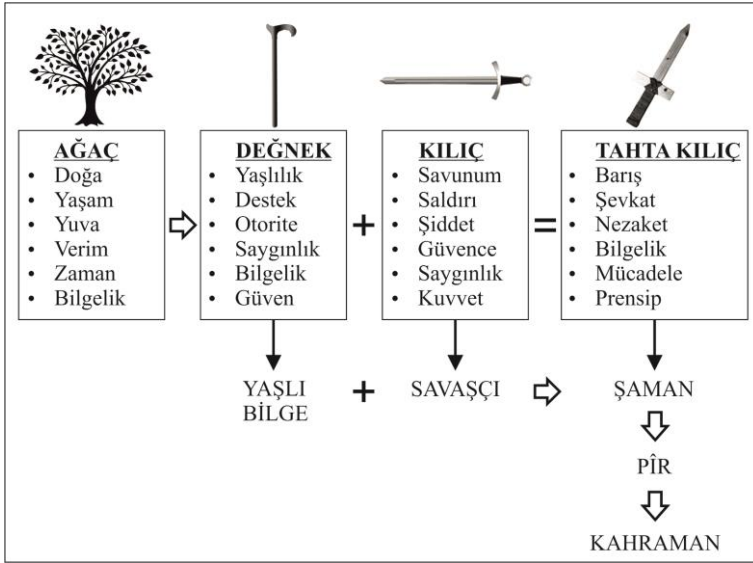 AĞAÇ
• Doğa
• Yaşam
• Yuva
• Verim
• Zaman
• Bilgelik
DEĞNEK
• Yaşlılık
• Destek
• Otorite
• Saygınlık
• Bilgelik
• Güven
+
KILIÇ
• Savunum
• Saldırı
• Şiddet
• Güvence
• Saygınlık
• Kuvvet
=
TAHTA KILIÇ
• Barış
• Şevkat
• Nezaket
• Bilgelik
• Mücadele
• Prensip
YAŞLI
BİLGE
+
SAVAŞÇI
ŞAMAN
PÎR
KAHRAMAN